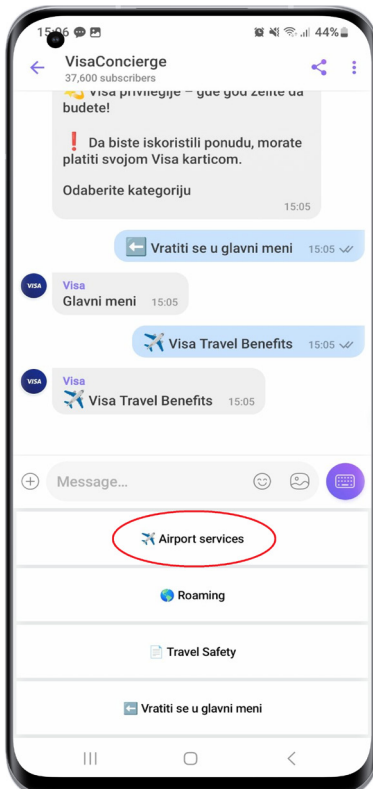 15:06 44%
VisaConcierge
37,600 subscribers
Visa privilegije – gde god želite da
budete!
Da biste iskoristili ponudu, morate
platiti svojom Visa karticom.
Odaberite kategoriju
15:05
Vratiti se u glavni meni 15:05
VISA
Visa
Glavni meni 15:05
Visa Travel Benefits 15:05
VISA
Visa
Visa Travel Benefits 15:05
Message...
Airport services
Roaming
Travel Safety
Vratiti se u glavni meni